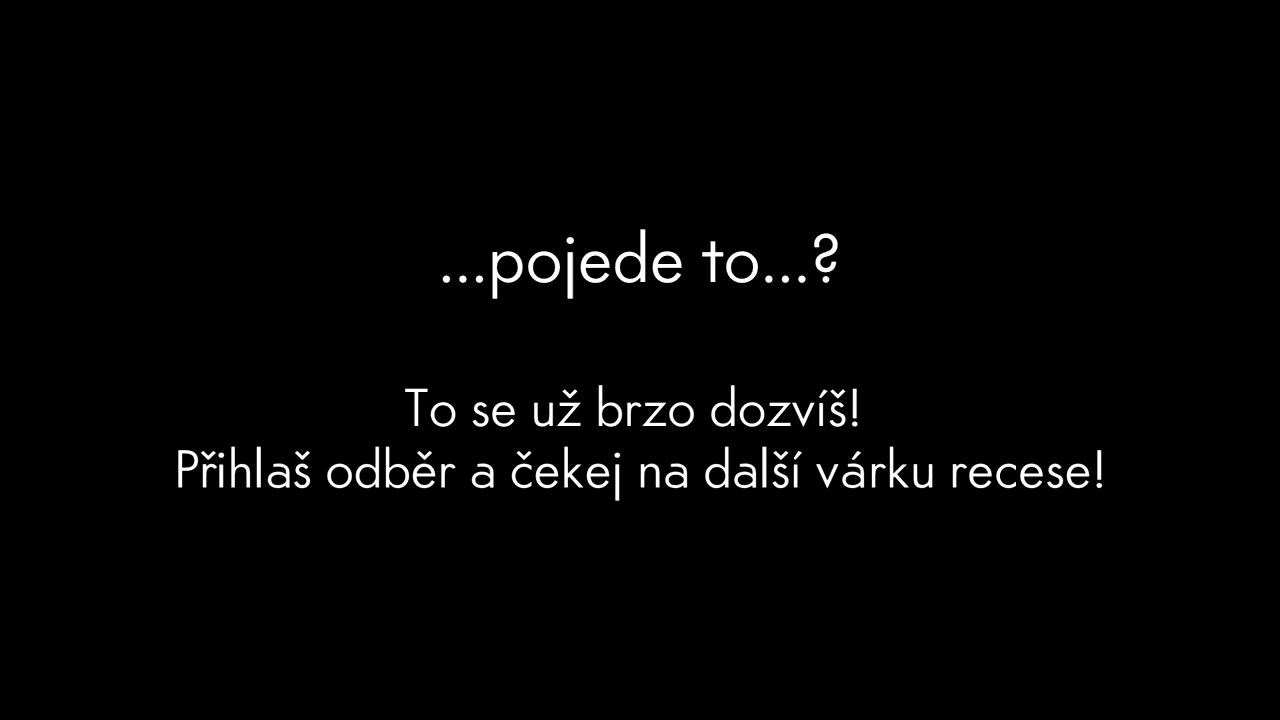 ...pojede to...?
To se už brzo dozvíš!
Přihlaš odběr a čekej na další várku recese!